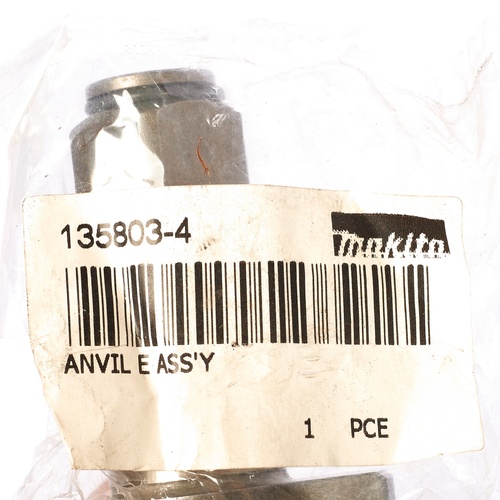 135803-4
makita
ANVIL E ASS'Y
1 PCE